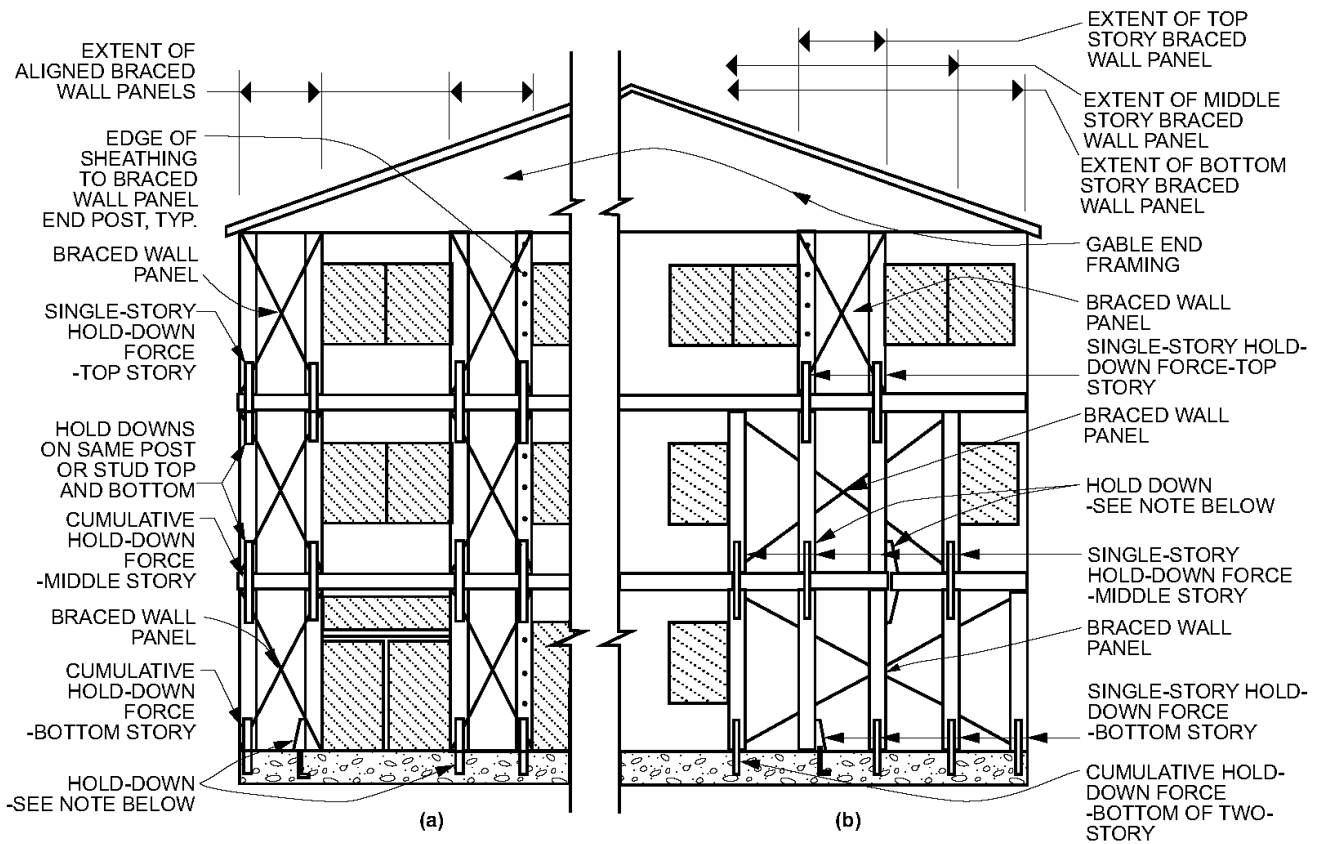 EXTENT OF
ALIGNED BRACED
WALL PANELS
EDGE OF
SHEATHING
TO BRACED
WALL PANEL
END POST, TYP.
BRACED WALL
PANEL
SINGLE-STORY
HOLD-DOWN
FORCE
-TOP STORY
HOLD DOWNS
ON SAME POST
OR STUD TOP
AND BOTTOM
CUMULATIVE
HOLD-DOWN
FORCE
-MIDDLE STORY
BRACED WALL
PANEL
CUMULATIVE
HOLD-DOWN
FORCE
-BOTTOM STORY
HOLD-DOWN
-SEE NOTE BELOW
(a)
EXTENT OF TOP
STORY BRACED
WALL PANEL
EXTENT OF MIDDLE
STORY BRACED
WALL PANEL
EXTENT OF BOTTOM
STORY BRACED
WALL PANEL
GABLE END
FRAMING
BRACED WALL
PANEL
SINGLE-STORY HOLD-
DOWN FORCE-TOP
STORY
BRACED WALL
PANEL
HOLD DOWN
-SEE NOTE BELOW
SINGLE-STORY
HOLD-DOWN FORCE
-MIDDLE STORY
BRACED WALL
PANEL
SINGLE-STORY HOLD-
DOWN FORCE
-BOTTOM STORY
CUMULATIVE HOLD-
DOWN FORCE
-BOTTOM OF TWO-
STORY
(b)